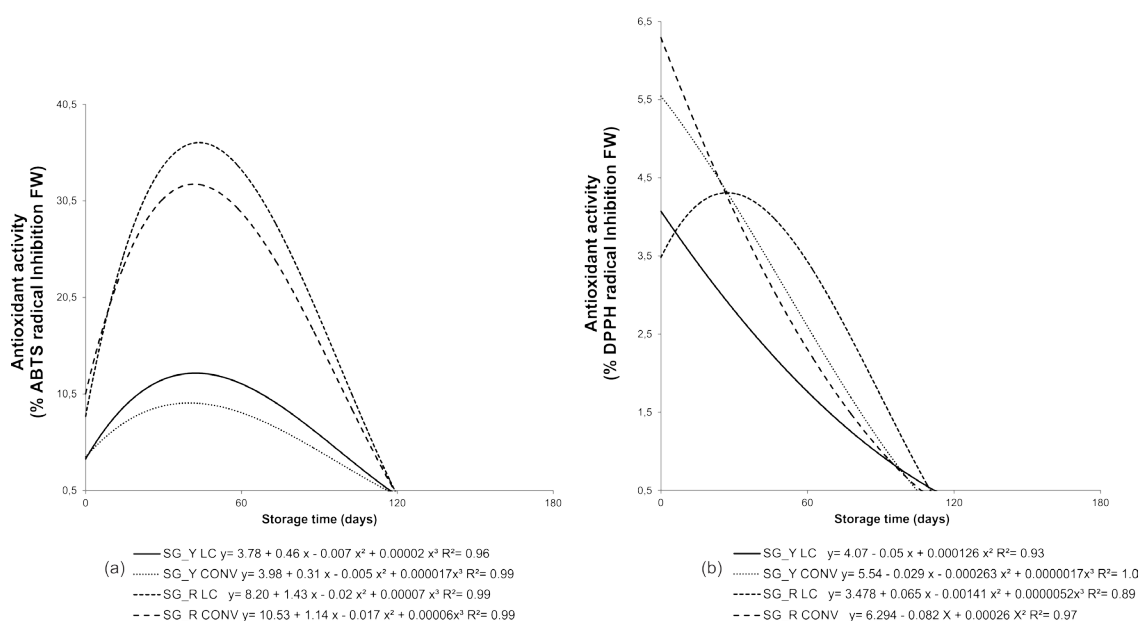 40,5
30,5
20,5
10,5
0,5
0
60
120
180
Antioxidant activity
(% ABTS radical Inhibition FW)
Storage time (days)
(a)
SG_Y LC y= 3.78 + 0.46 x - 0.007 x² + 0.00002 x³ R²= 0.96
SG_Y CONV y= 3.98 + 0.31 x - 0.005 x² + 0.000017x³ R²= 0.99
SG_R LC y= 8.20 + 1.43 x - 0.02 x² + 0.00007 x³ R²= 0.99
SG_R CONV y= 10.53 + 1.14 x - 0.017 x² + 0.00006x³ R²= 0.99
6,5
5,5
4,5
3,5
2,5
1,5
0,5
0
60
120
180
Antioxidant activity
(% DPPH radical Inhibition FW)
Storage time (days)
(b)
SG_Y LC y= 4.07 - 0.05 x + 0.000126 x² R²= 0.93
SG_Y CONV y= 5.54 - 0.029 x - 0.000263 x² + 0.0000017x³ R²= 1.0
SG_R LC y= 3.478 + 0.065 x - 0.00141 x² + 0.0000052x³ R²= 0.89
SG_R CONV y= 6.294 - 0.082 X + 0.00026 X² R²= 0.97